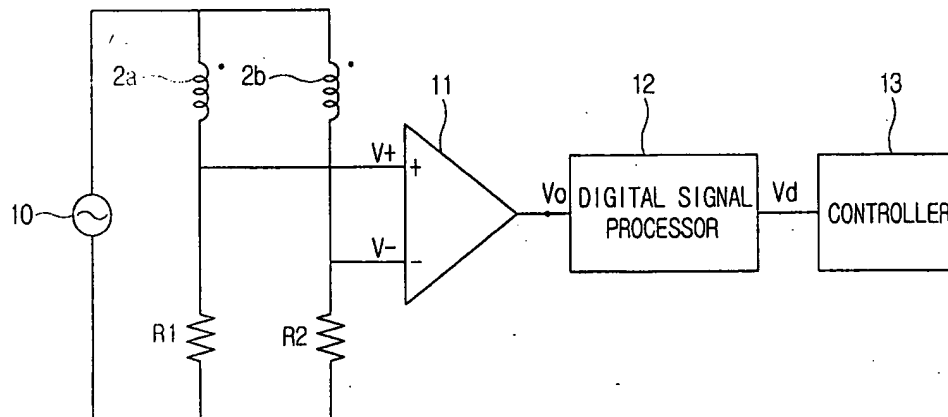 2a
2b
11
12
13
V+
+
10
Vo
DIGITAL SIGNAL
PROCESSOR
Vd
CONTROLLER
V-
-
R1
R2